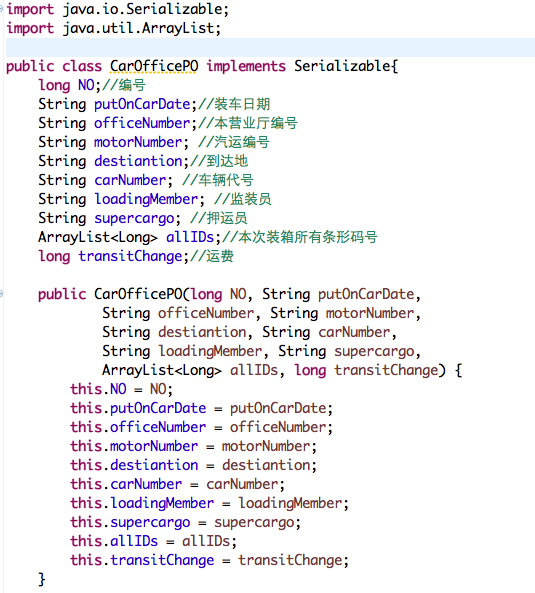 import java.io.Serializable;
import java.util.ArrayList;
public class CarOfficePO implements Serializable{
long NO;//编号
String putOnCarDate;//装车日期
String officeNumber;//本营业厅编号
String motorNumber; //汽运编号
String destiantion;//到达地
String carNumber; //车辆代号
String loadingMember; //监装员
String supercargo; //押运员
ArrayList<Long> allIDs;//本次装箱所有条形码号
long transitChange;//运费
public CarOfficePO(long NO, String putOnCarDate,
String officeNumber, String motorNumber,
String destiantion, String carNumber,
String loadingMember, String supercargo,
ArrayList<Long> allIDs, long transitChange) {
this.NO = NO;
this.putOnCarDate = putOnCarDate;
this.officeNumber = officeNumber;
this.motorNumber = motorNumber;
this.destiantion = destiantion;
this.carNumber = carNumber;
this.loadingMember = loadingMember;
this.supercargo = supercargo;
this.allIDs = allIDs;
this.transitChange = transitChange;
}